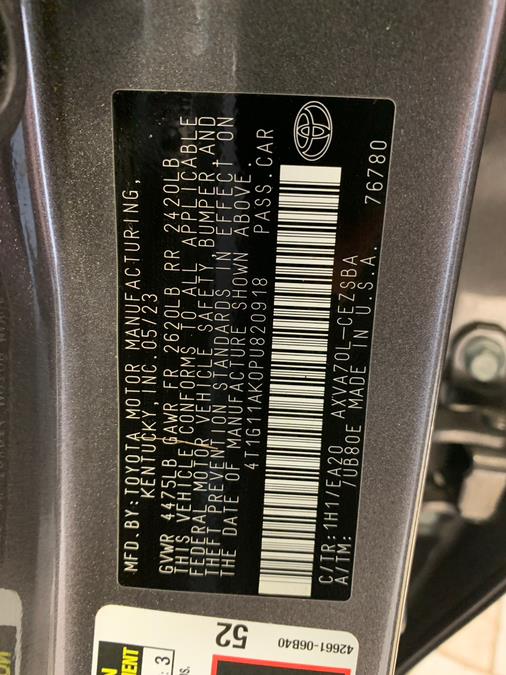 MFD.BY:TOYOTA MOTOR MANUFACTURING,
KENTUCKY, INC. 05/23
GVWR 4475LB GAWR FR 2620LB RR 2420LB
THIS VEHICLE CONFORMS TO ALL APPLICABLE
FEDERAL MOTOR VEHICLE SAFETY, BUMPER, AND
THEFT PREVENTION STANDARDS IN EFFECT ON
THE DATE OF MANUFACTURE SHOWN ABOVE.
4T1G11AK0PU820918 PASS.CAR
C/TR:1H1/EA20 AXVA70L-CEZSBA
A/TM: /UB80E MADE IN U.S.A. 76780
52
42661-06B40
: 3